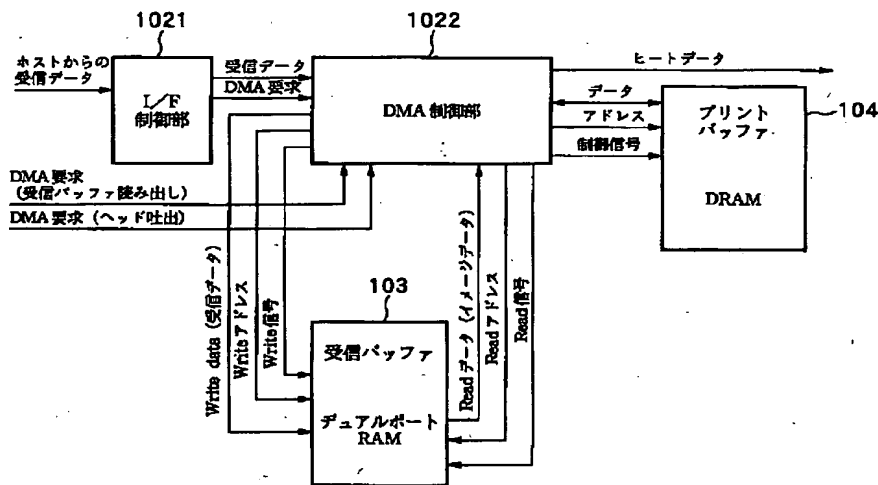 1021
1022
ホストからの
受信データ
I/F
制御部
受信データ
DMA要求
DMA 制御部
ヒートデータ
データ
アドレス
制御信号
プリント
バッファ
DRAM
104
DMA要求
(受信バッファ読み出し)
DMA要求 (ヘッド吐出)
Write data (受信データ)
Writeアドレス
Write信号
103
受信バッファ
デュアルポート
RAM
Readデータ (イメージデータ)
Readアドレス
Read信号